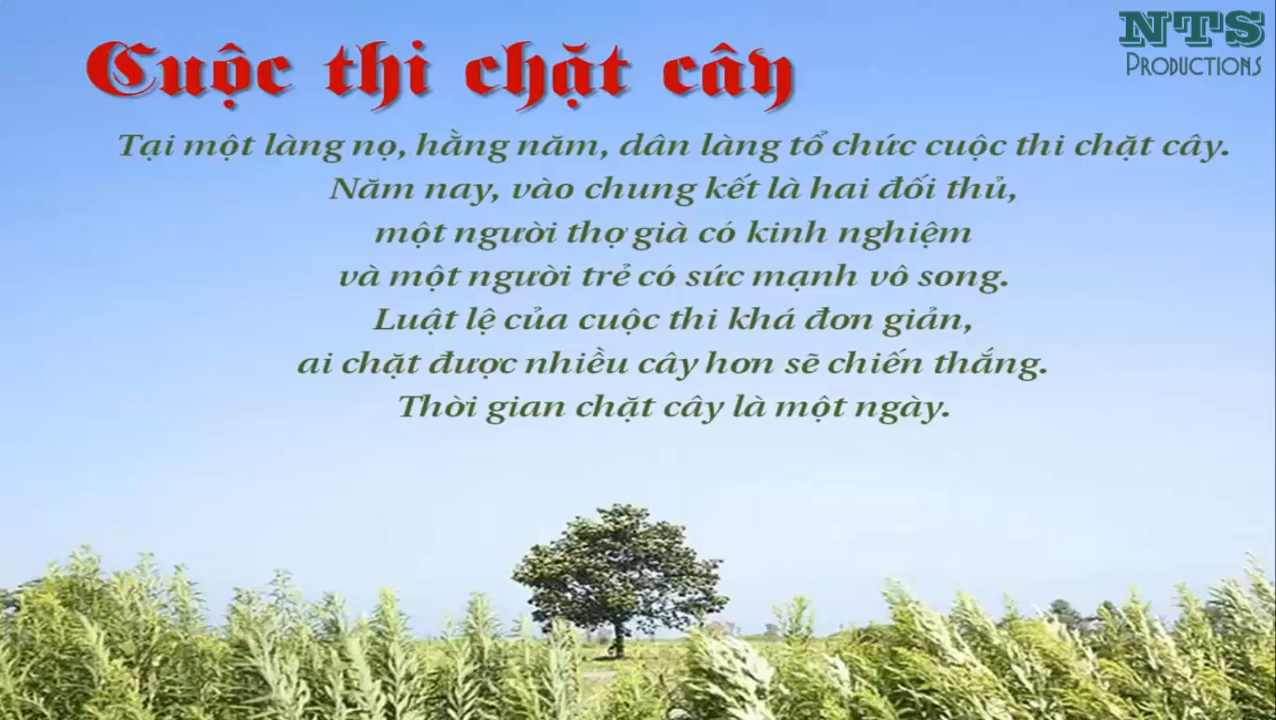 Cuộc thi chặt cây
NTS
PRODUCTIONS
Tại một làng nọ, hằng năm, dân làng tổ chức cuộc thi chặt cây.
Năm nay, vào chung kết là hai đối thủ,
một người thợ già có kinh nghiệm
và một người trẻ có sức mạnh vô song.
Luật lệ của cuộc thi khá đơn giản,
ai chặt được nhiều cây hơn sẽ chiến thắng.
Thời gian chặt cây là một ngày.